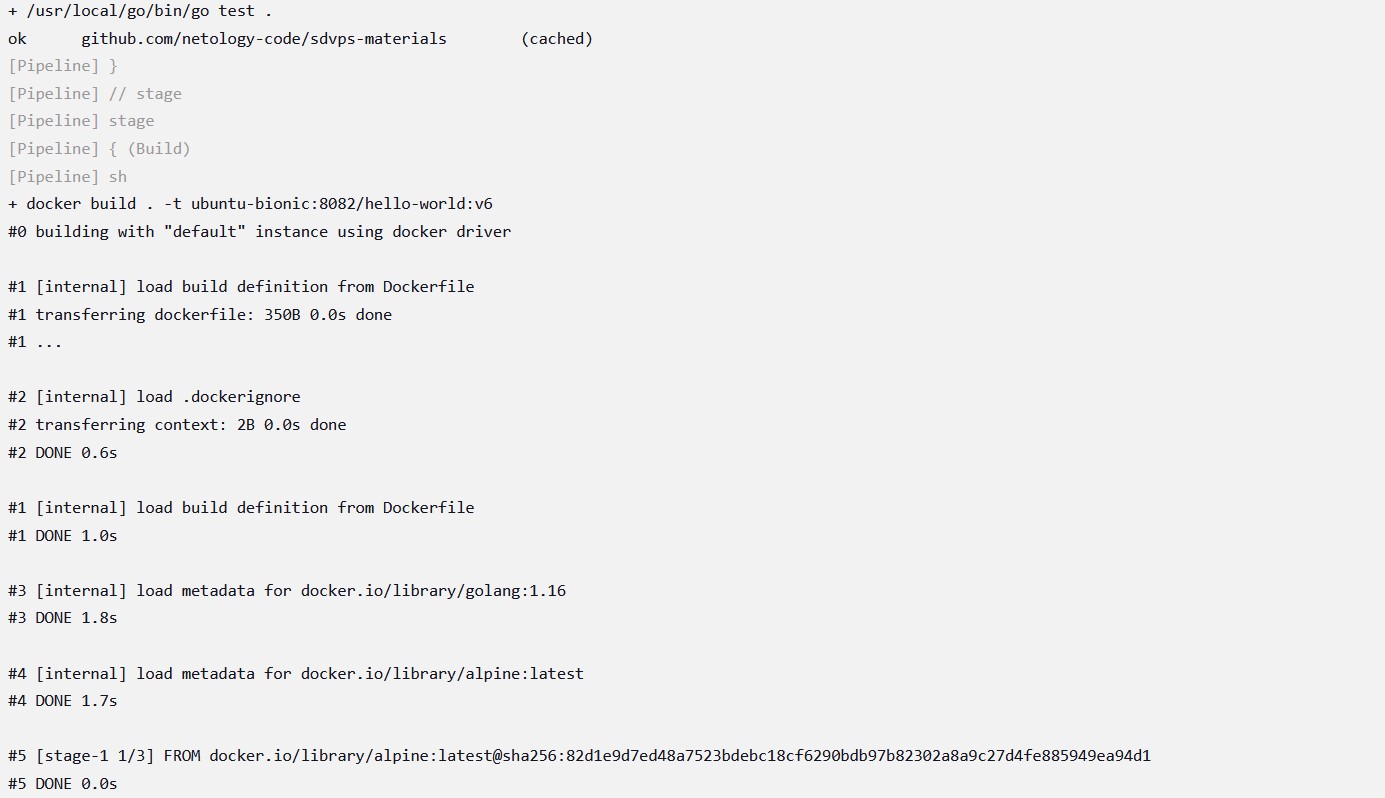 + /usr/local/go/bin/go test .
ok      github.com/netology-code/sdvps-materials        (cached)
[Pipeline] }
[Pipeline] // stage
[Pipeline] stage
[Pipeline] { (Build)
[Pipeline] sh
+ docker build . -t ubuntu-bionic:8082/hello-world:v6
#0 building with "default" instance using docker driver
#1 [internal] load build definition from Dockerfile
#1 transferring dockerfile: 350B 0.0s done
#1 ...
#2 [internal] load .dockerignore
#2 transferring context: 2B 0.0s done
#2 DONE 0.6s
#1 [internal] load build definition from Dockerfile
#1 DONE 1.0s
#3 [internal] load metadata for docker.io/library/golang:1.16
#3 DONE 1.8s
#4 [internal] load metadata for docker.io/library/alpine:latest
#4 DONE 1.7s
#5 [stage-1 1/3] FROM docker.io/library/alpine:latest@sha256:82d1e9d7ed48a7523bdebc18cf6290bdb97b82302a8a9c27d4fe885949ea94d1
#5 DONE 0.0s